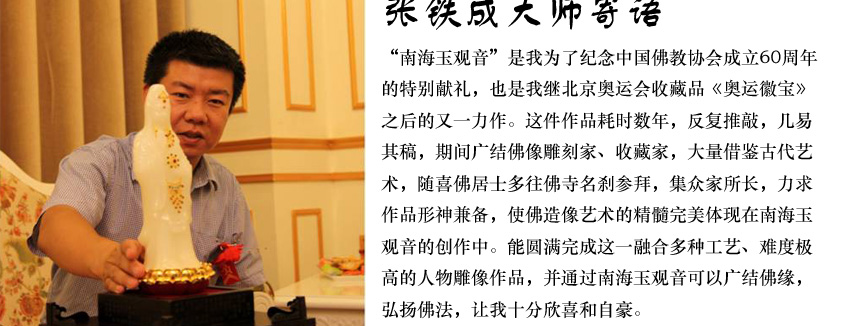 张铁成大师寄语
“南海玉观音”是我为了纪念中国佛教协会成立60周年
的特别献礼，也是我继北京奥运会收藏品《奥运徽宝》
之后的又一力作。这件作品耗时数年，反复推敲，几易
其稿，期间广结佛像雕刻家、收藏家，大量借鉴古代艺
术，随喜佛居士多往佛寺名刹参拜，集众家所长，力求
作品形神兼备，使佛造像艺术的精髓完美体现在南海玉
观音的创作中。能圆满完成这一融合多种工艺、难度极
高的人物雕像作品，并通过南海玉观音可以广结佛缘，
弘扬佛法，让我十分欣喜和自豪。